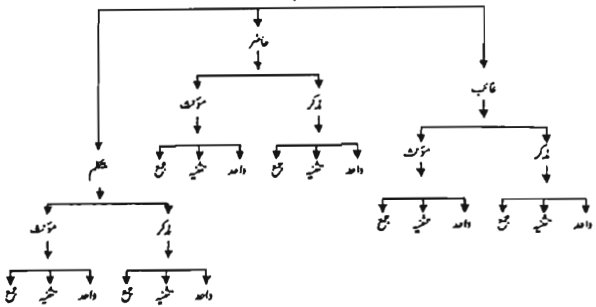 حاضر
غائب
مؤنث مذکر
مؤنث مذکر
جمع تثنیہ واحد جمع تثنیہ واحد
متکلم
جمع تثنیہ واحد جمع تثنیہ واحد
مؤنث مذکر
جمع تثنیہ واحد جمع تثنیہ واحد